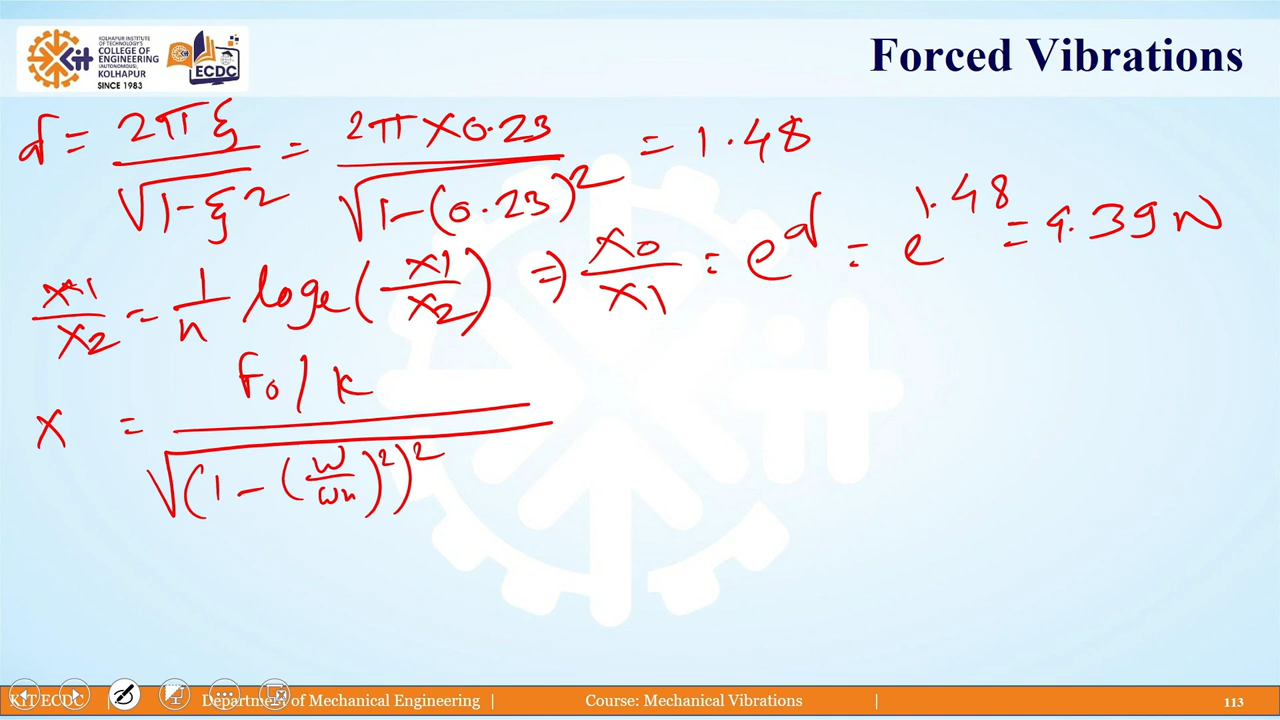 KOLHAPUR INSTITUTE
OF TECHNOLOGY'S
COLLEGE OF
ENGINEERING
(AUTONOMOUS),
KOLHAPUR
SINCE 1983
Kit
ECDC
Forced Vibrations
d = 2πξ / √(1-ξ²) = 2π×0.23 / √(1-(0.23)²) = 1.48
x1/x2 = 1/n loge(x1/x2) ⇒ x0/x1 = e^d = e^1.48 = 4.39 N
x = F0/k / √((1-(w/wn)²)²
KIT ECDC | Department of Mechanical Engineering | Course: Mechanical Vibrations | 113